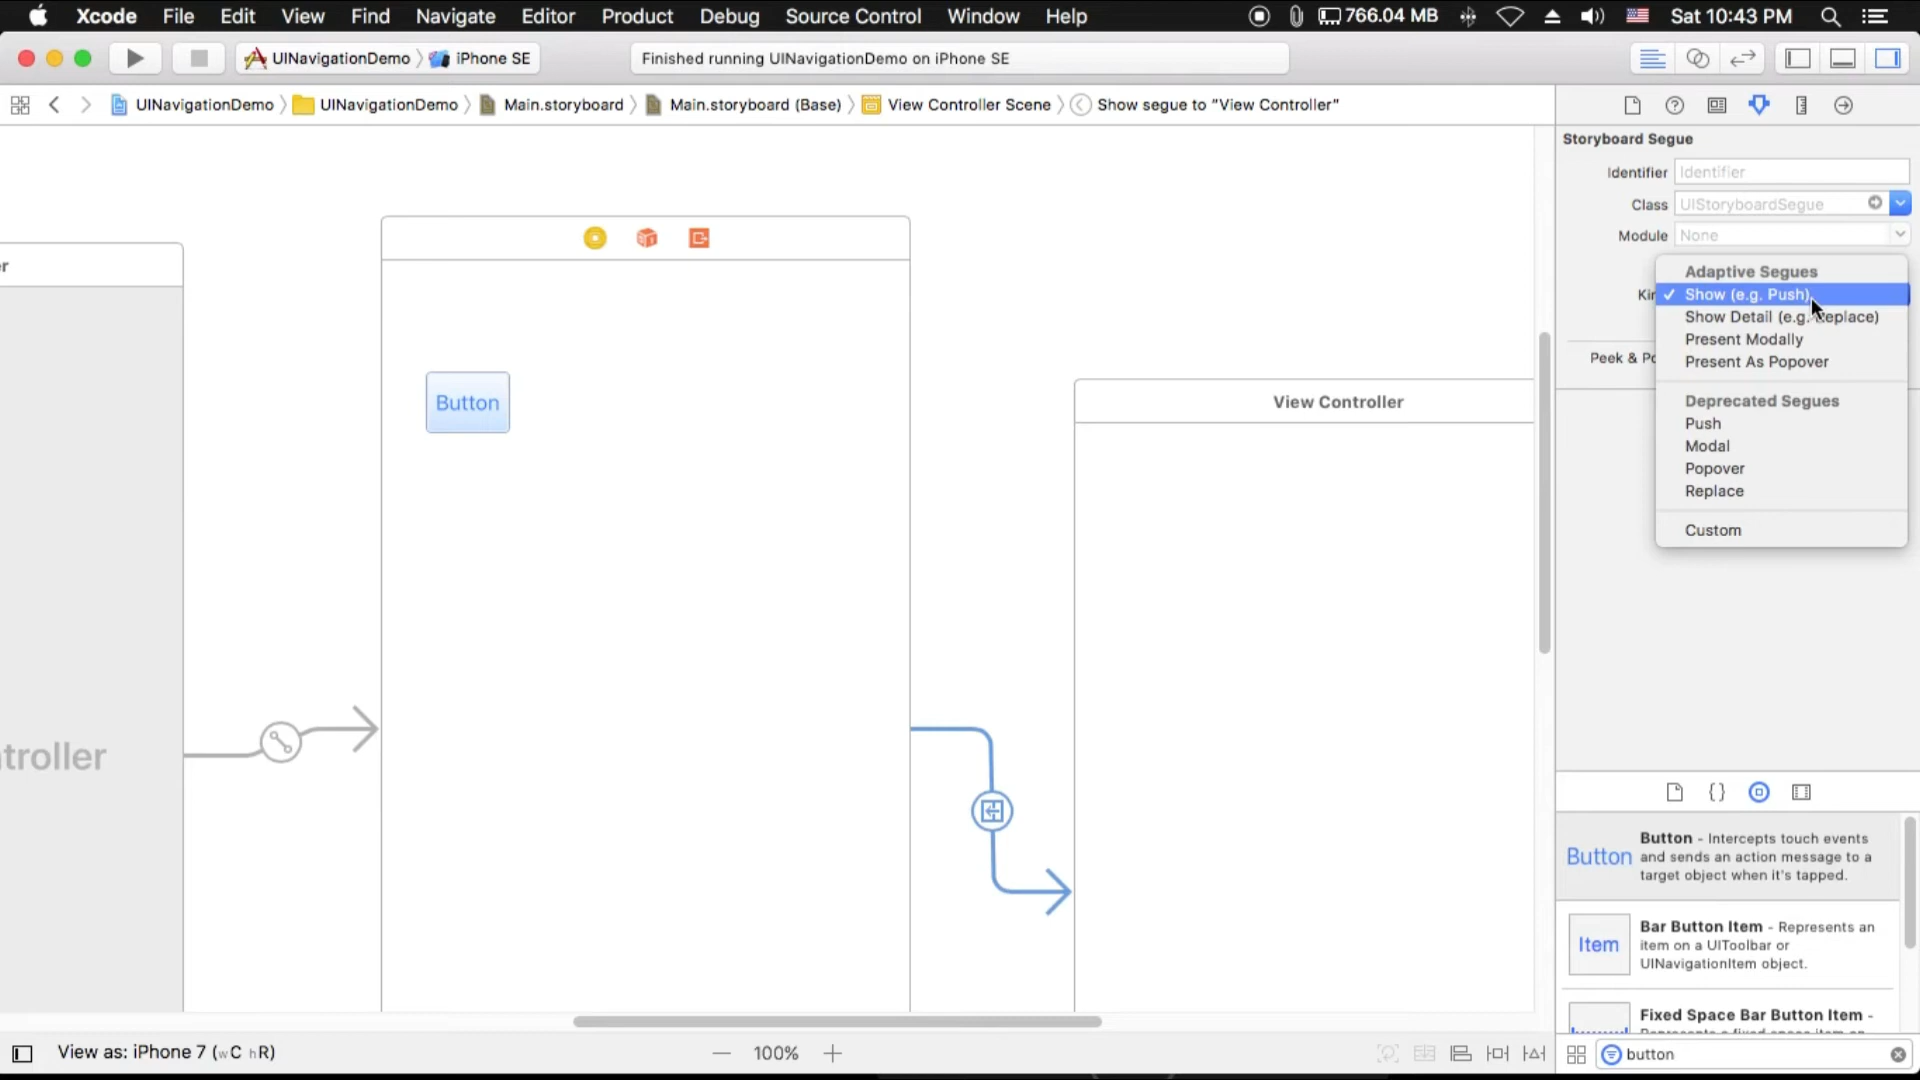 Xcode File Edit View Find Navigate Editor Product Debug Source Control Window Help 766.04 MB Sat 10:43 PM
UINavigationDemo iPhone SE Finished running UINavigationDemo on iPhone SE
UINavigationDemo UINavigationDemo Main.storyboard Main.storyboard (Base) View Controller Scene Show segue to "View Controller"
Storyboard Segue
Identifier Identifier
Class UIStoryboardSegue
Module None
Adaptive Segues
Kin ✓ Show (e.g. Push)
Show Detail (e.g. Replace)
Present Modally
Peek & Po Present As Popover
Deprecated Segues
Push
Modal
Popover
Replace
Custom
r
Button
View Controller
troller
Button Button - Intercepts touch events
and sends an action message to a
target object when it's tapped.
Item Bar Button Item - Represents an
item on a UIToolbar or
UINavigationItem object.
Fixed Space Bar Button Item -
View as: iPhone 7 (wC hR) — 100% + button